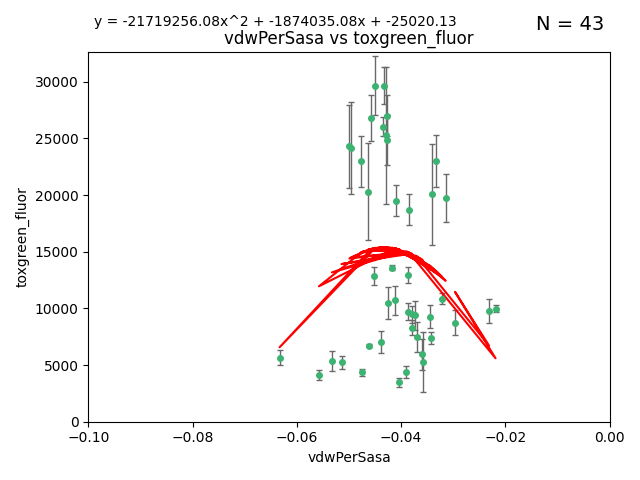 y = -21719256.08x^2 + -1874035.08x + -25020.13
N = 43
vdwPerSasa vs toxgreen_fluor
toxgreen_fluor
30000
25000
20000
15000
10000
5000
0
−0.10
−0.08
−0.06
−0.04
−0.02
0.00
vdwPerSasa